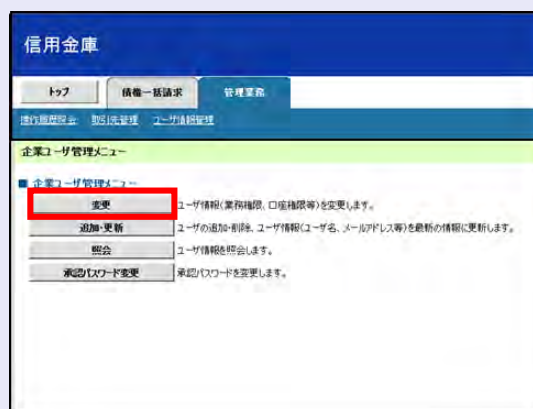 信用金庫
トップ 債権一括請求 管理業務
操作履歴照会 取引先管理 ユーザ情報管理
企業ユーザ管理メニュー
■ 企業ユーザ管理メニュー
変更 ユーザ情報(業務権限、口座権限等)を変更します。
追加・更新 ユーザの追加・削除、ユーザ情報(ユーザ名、メールアドレス等)を最新の情報に更新します。
照会 ユーザ情報を照会します。
承認パスワード変更 承認パスワードを変更します。